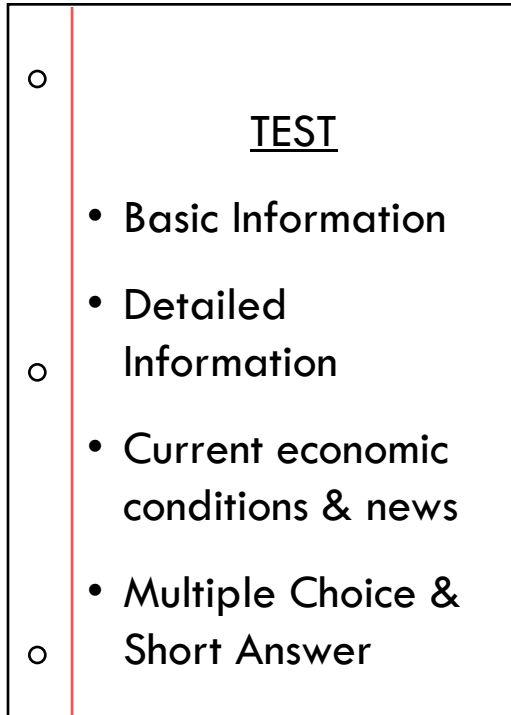 TEST
• Basic Information
• Detailed
Information
• Current economic
conditions & news
• Multiple Choice &
Short Answer